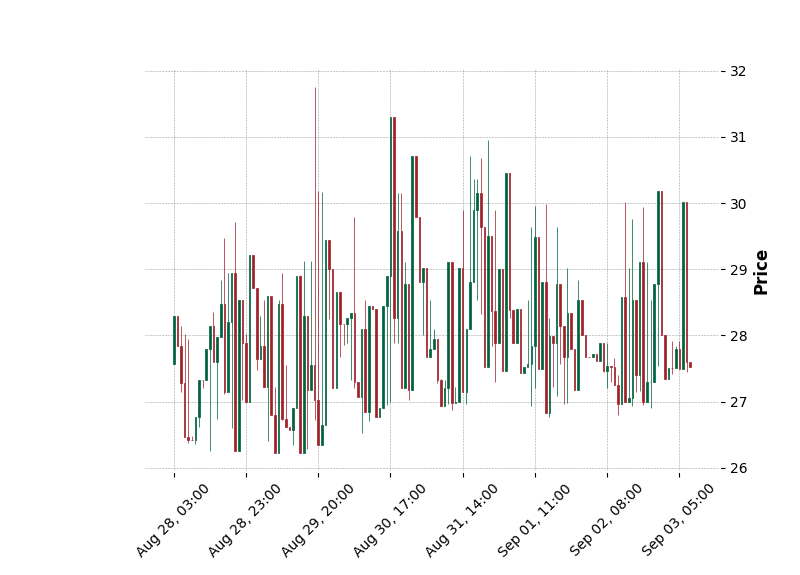 32
31
30
29
28
27
26
Price
Aug 28, 03:00
Aug 28, 23:00
Aug 29, 20:00
Aug 30, 17:00
Aug 31, 14:00
Sep 01, 11:00
Sep 02, 08:00
Sep 03, 05:00